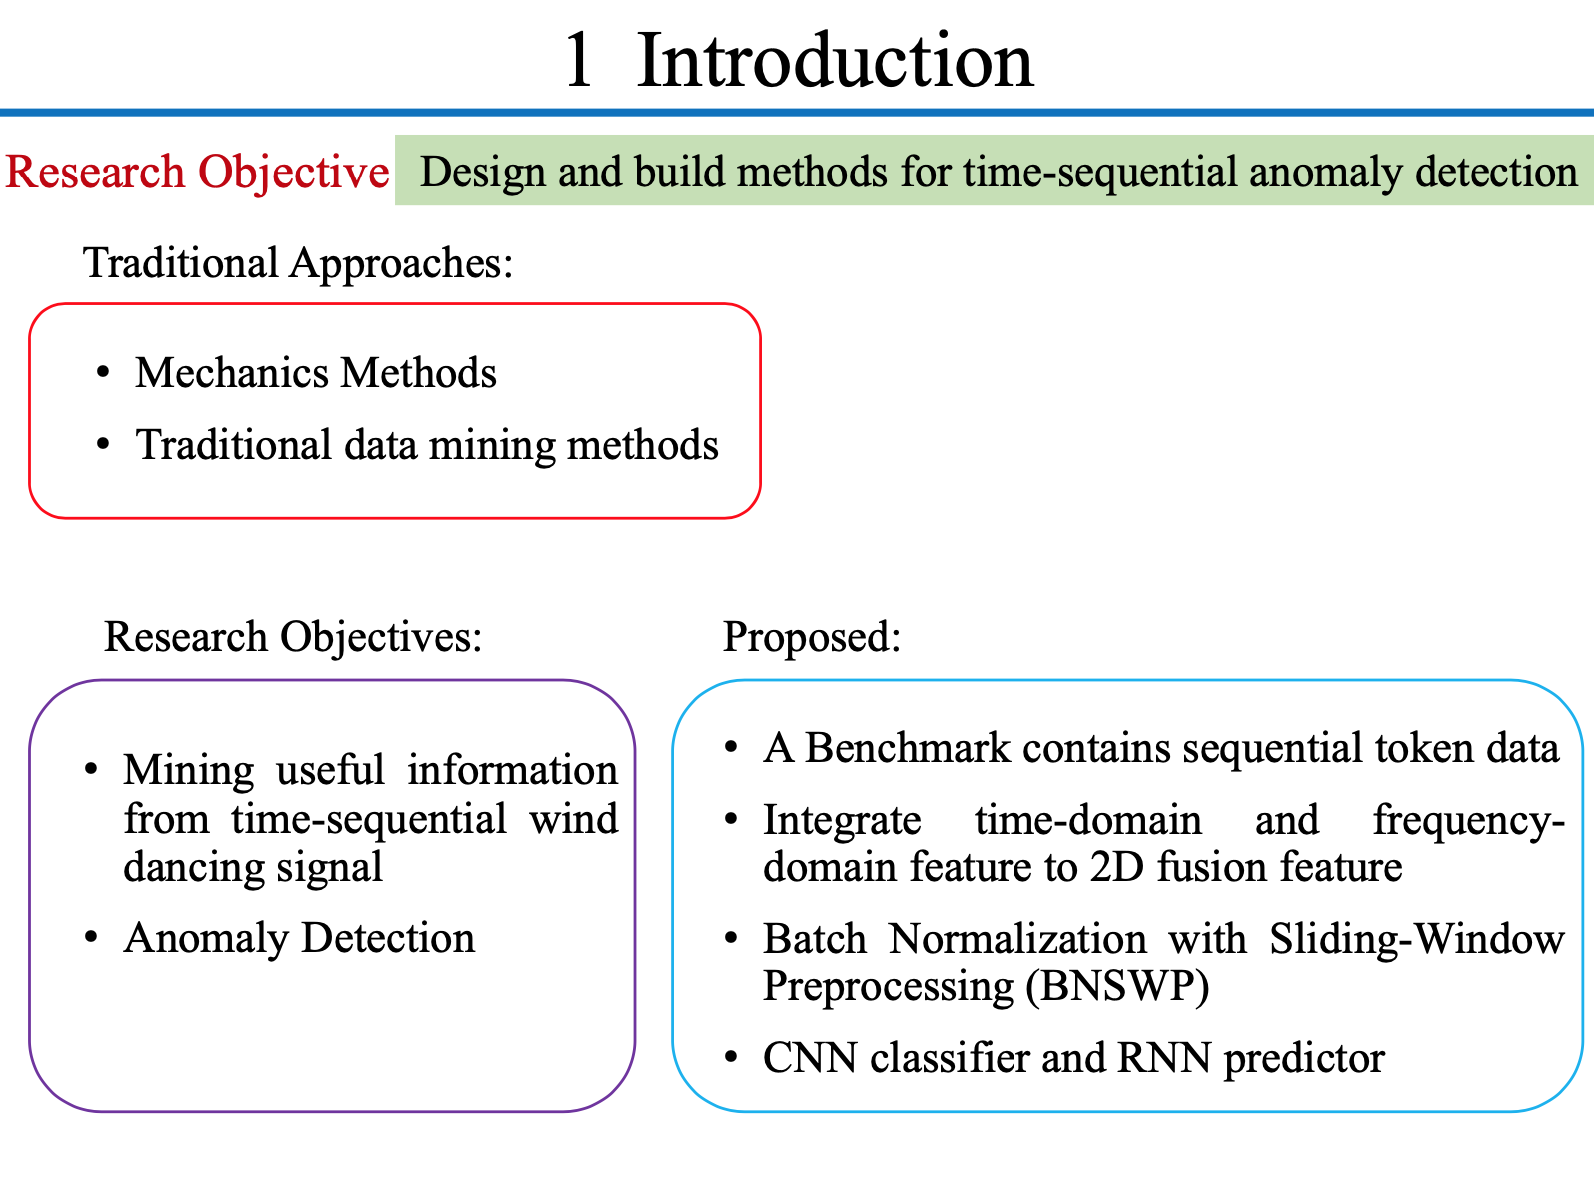 1 Introduction
Research Objective
Design and build methods for time-sequential anomaly detection
Traditional Approaches:
• Mechanics Methods
• Traditional data mining methods
Research Objectives:
• Mining useful information
from time-sequential wind
dancing signal
• Anomaly Detection
Proposed:
• A Benchmark contains sequential token data
• Integrate time-domain and frequency-
domain feature to 2D fusion feature
• Batch Normalization with Sliding-Window
Preprocessing (BNSWP)
• CNN classifier and RNN predictor